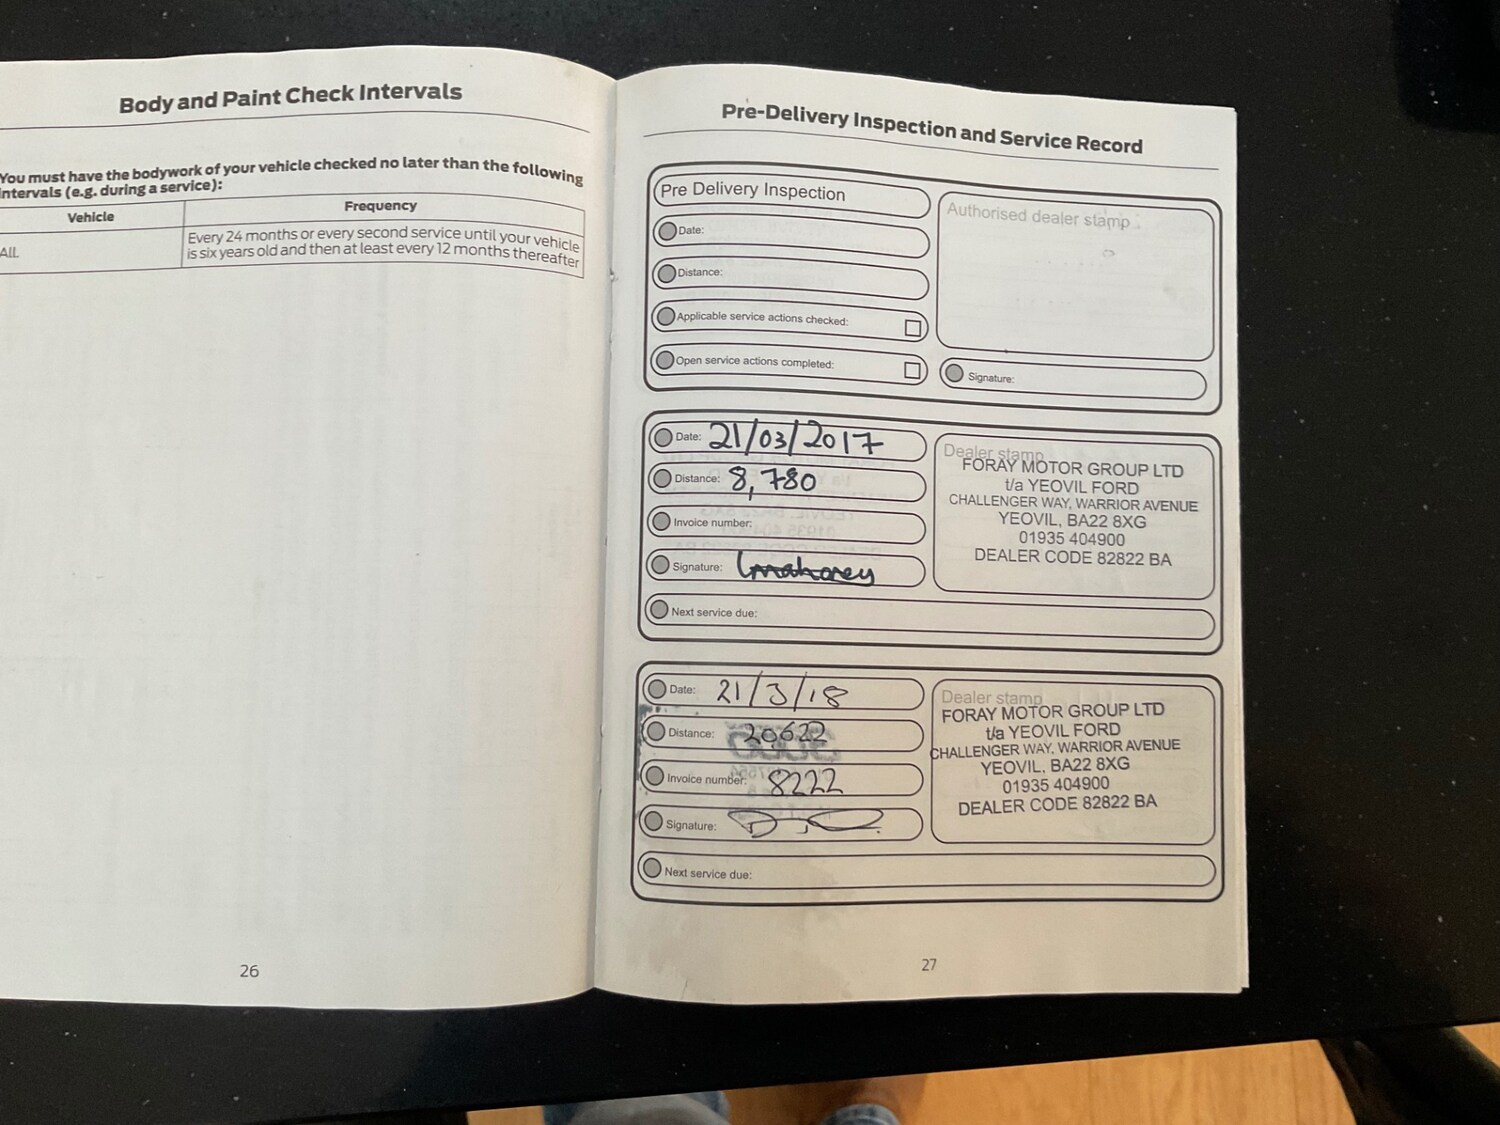 Body and Paint Check Intervals
You must have the bodywork of your vehicle checked no later than the following
intervals (e.g. during a service):
Vehicle
Frequency
All
Every 24 months or every second service until your vehicle
is six years old and then at least every 12 months thereafter
26
Pre-Delivery Inspection and Service Record
Pre Delivery Inspection
Date:
Distance:
Applicable service actions checked:
Open service actions completed:
Authorised dealer stamp
Signature:
Date: 21/03/2017
Distance: 8,780
Invoice number:
Signature: Mahoney
Next service due:
Dealer stamp
FORAY MOTOR GROUP LTD
t/a YEOVIL FORD
CHALLENGER WAY, WARRIOR AVENUE
YEOVIL, BA22 8XG
01935 404900
DEALER CODE 82822 BA
Date: 21/3/18
Distance: 20622
Invoice number: 8222
Signature:
Next service due:
Dealer stamp
FORAY MOTOR GROUP LTD
t/a YEOVIL FORD
CHALLENGER WAY, WARRIOR AVENUE
YEOVIL, BA22 8XG
01935 404900
DEALER CODE 82822 BA
27